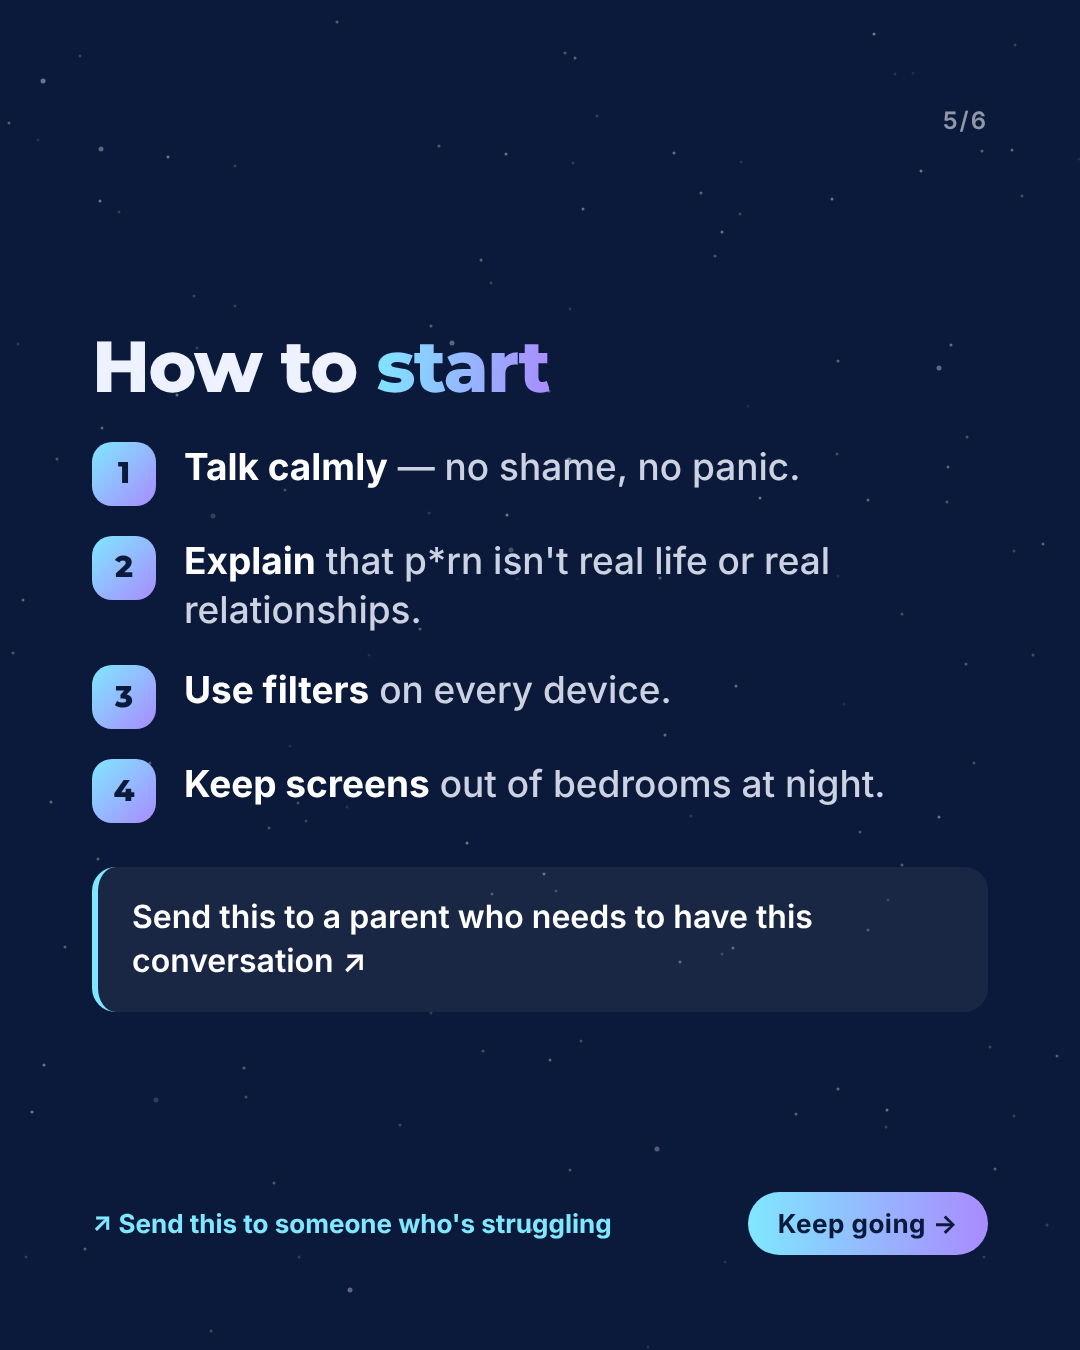 5/6
How to start
1 Talk calmly — no shame, no panic.
2 Explain that p*rn isn't real life or real
relationships.
3 Use filters on every device.
4 Keep screens out of bedrooms at night.
Send this to a parent who needs to have this
conversation ↗
↗ Send this to someone who's struggling
Keep going →